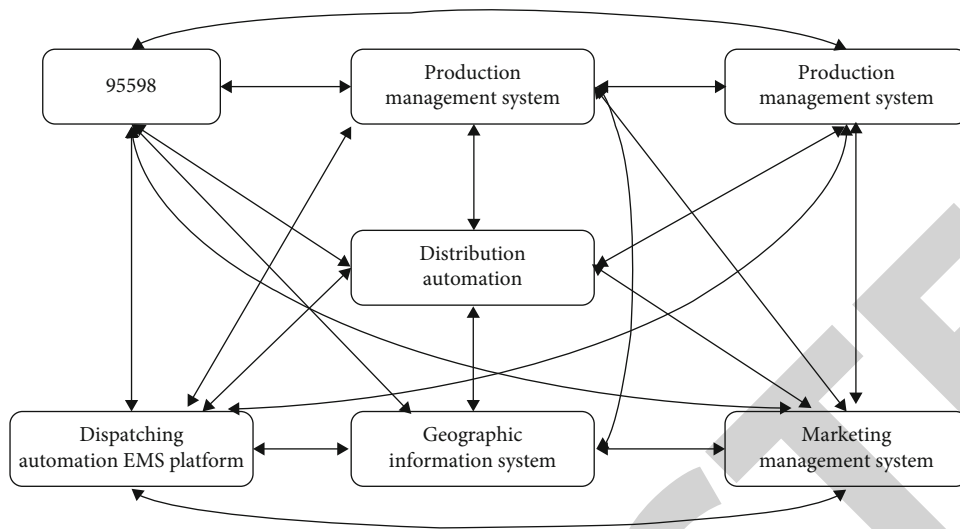 95598
Production
management system
Production
management system
Distribution
automation
Dispatching
automation EMS platform
Geographic
information system
Marketing
management system